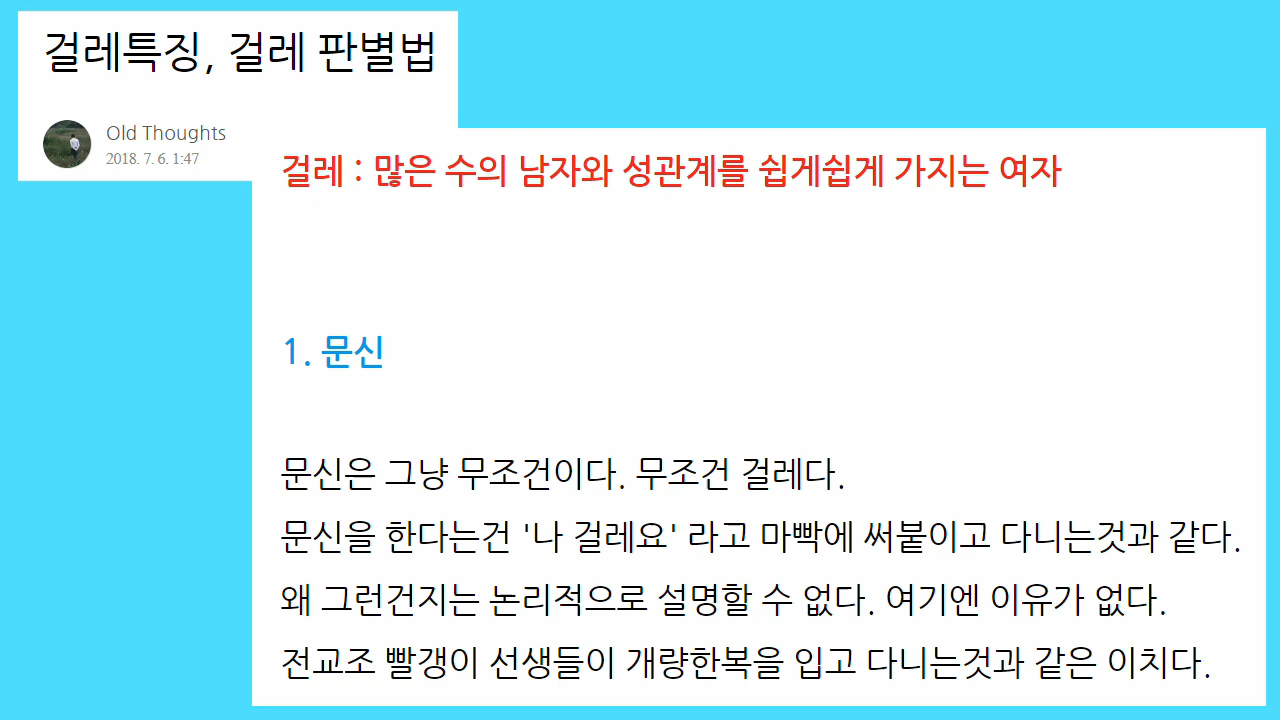 걸레특징, 걸레 판별법
Old Thoughts
2018. 7. 6. 1:47
걸레 : 많은 수의 남자와 성관계를 쉽게쉽게 가지는 여자
1. 문신
문신은 그냥 무조건이다. 무조건 걸레다.
문신을 한다는건 '나 걸레요' 라고 마빡에 써붙이고 다니는것과 같다.
왜 그런건지는 논리적으로 설명할 수 없다. 여기엔 이유가 없다.
전교조 빨갱이 선생들이 개량한복을 입고 다니는것과 같은 이치다.